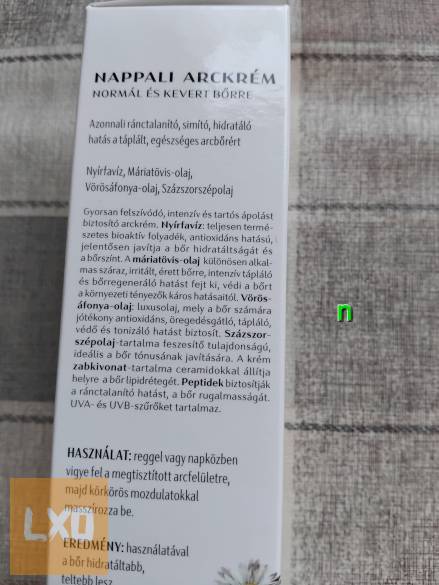 NAPPALI ARCKRÉM
NORMÁL ÉS KEVERT BŐRRE
Azonnali ránctalanító, simító, hidratáló
hatás a táplált, egészséges arcbőrért
Nyírfavíz, Máriatövis-olaj,
Vörösáfonya-olaj, Százszorszépolaj
Gyorsan felszívódó, intenzív és tartós ápolást
biztosító arckrém. Nyírfavíz: teljesen termé-
szetes bioaktív folyadék, antioxidáns hatású,
jelentősen javítja a bőr hidratáltságát és
a bőrszínt. A máriatövis-olaj különösen alkal-
mas száraz, irritált, érett bőrre, intenzív tápláló
és bőrregeneráló hatást fejt ki, védi a bőrt
a környezeti tényezők káros hatásaitól. Vörös-
áfonya-olaj: luxusolaj, mely a bőr számára
jótékony antioxidáns, öregedésgátló, tápláló,
védő és tonizáló hatást biztosít. Százszor-
szépolaj-tartalma feszesítő tulajdonságú,
ideális a bőr tónusának javítására. A krém
zabkivonat-tartalma ceramidokkal állítja
helyre a bőr lipidrétegét. Peptidek biztosítják
a ránctalanító hatást, a bőr rugalmasságát.
UVA- és UVB-szűrőket tartalmaz.
HASZNÁLAT: reggel vagy napközben
vigye fel a megtisztított arcfelületre,
majd körkörös mozdulatokkal
masszírozza be.
EREDMÉNY: használatával
a bőr hidratáltabb,
teltebb lesz
n
LXO